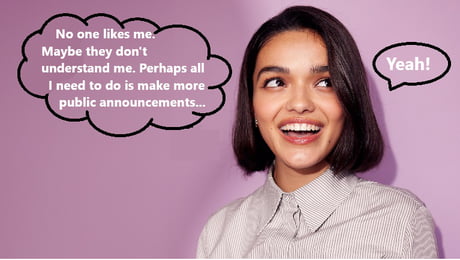 No one likes me.
Maybe they don't
understand me. Perhaps all
I need to do is make more
public announcements...
Yeah!